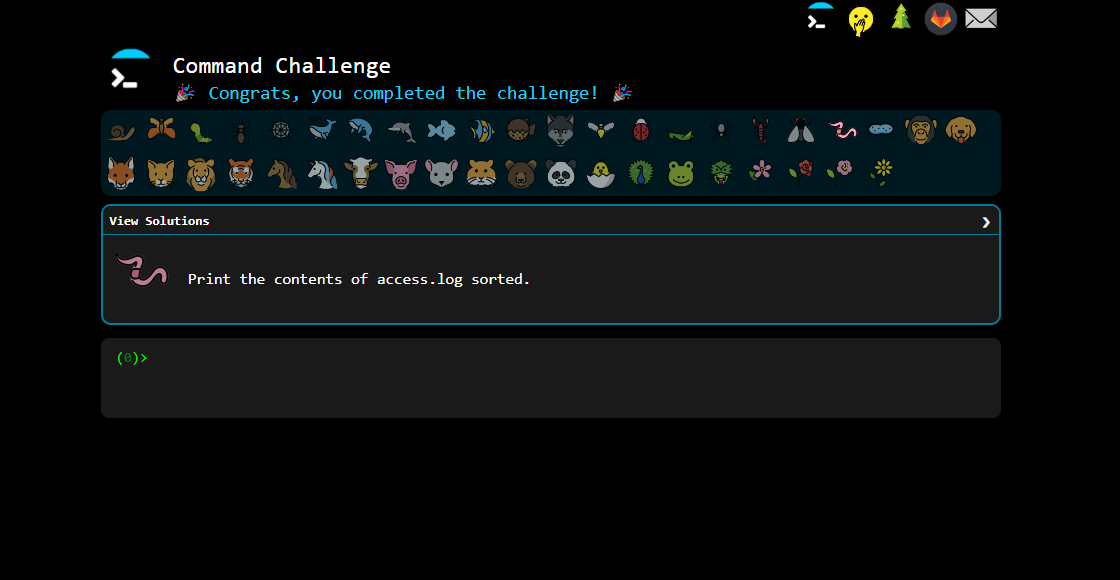 Command Challenge
🎉 Congrats, you completed the challenge! 🎉
View Solutions ❯
Print the contents of access.log sorted.
(0)>